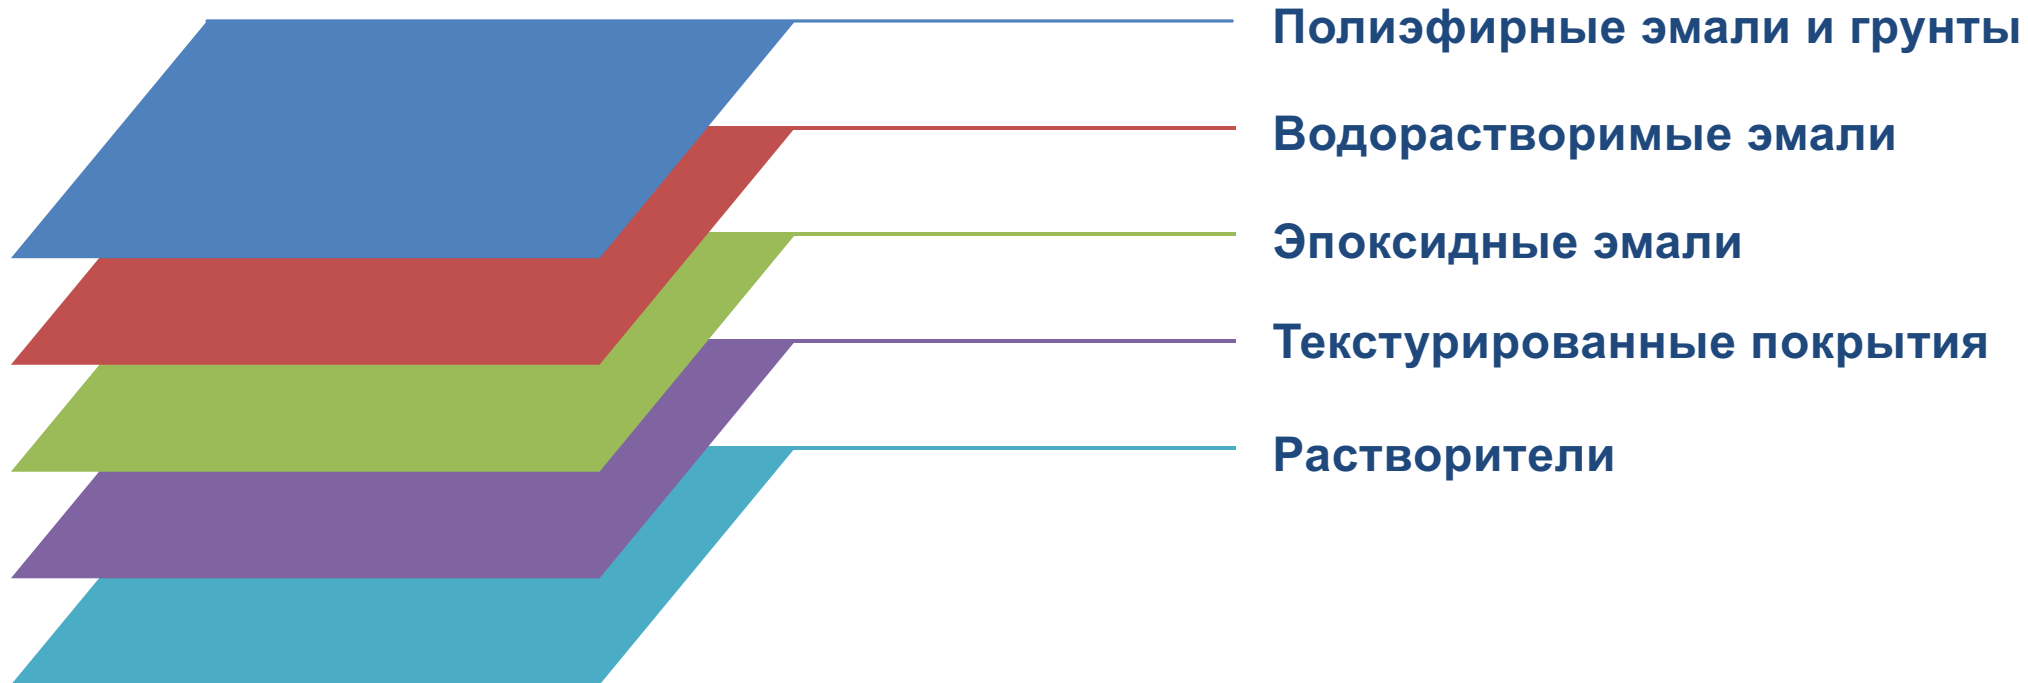 Полиэфирные эмали и грунты
Водорастворимые эмали
Эпоксидные эмали
Текстурированные покрытия
Растворители